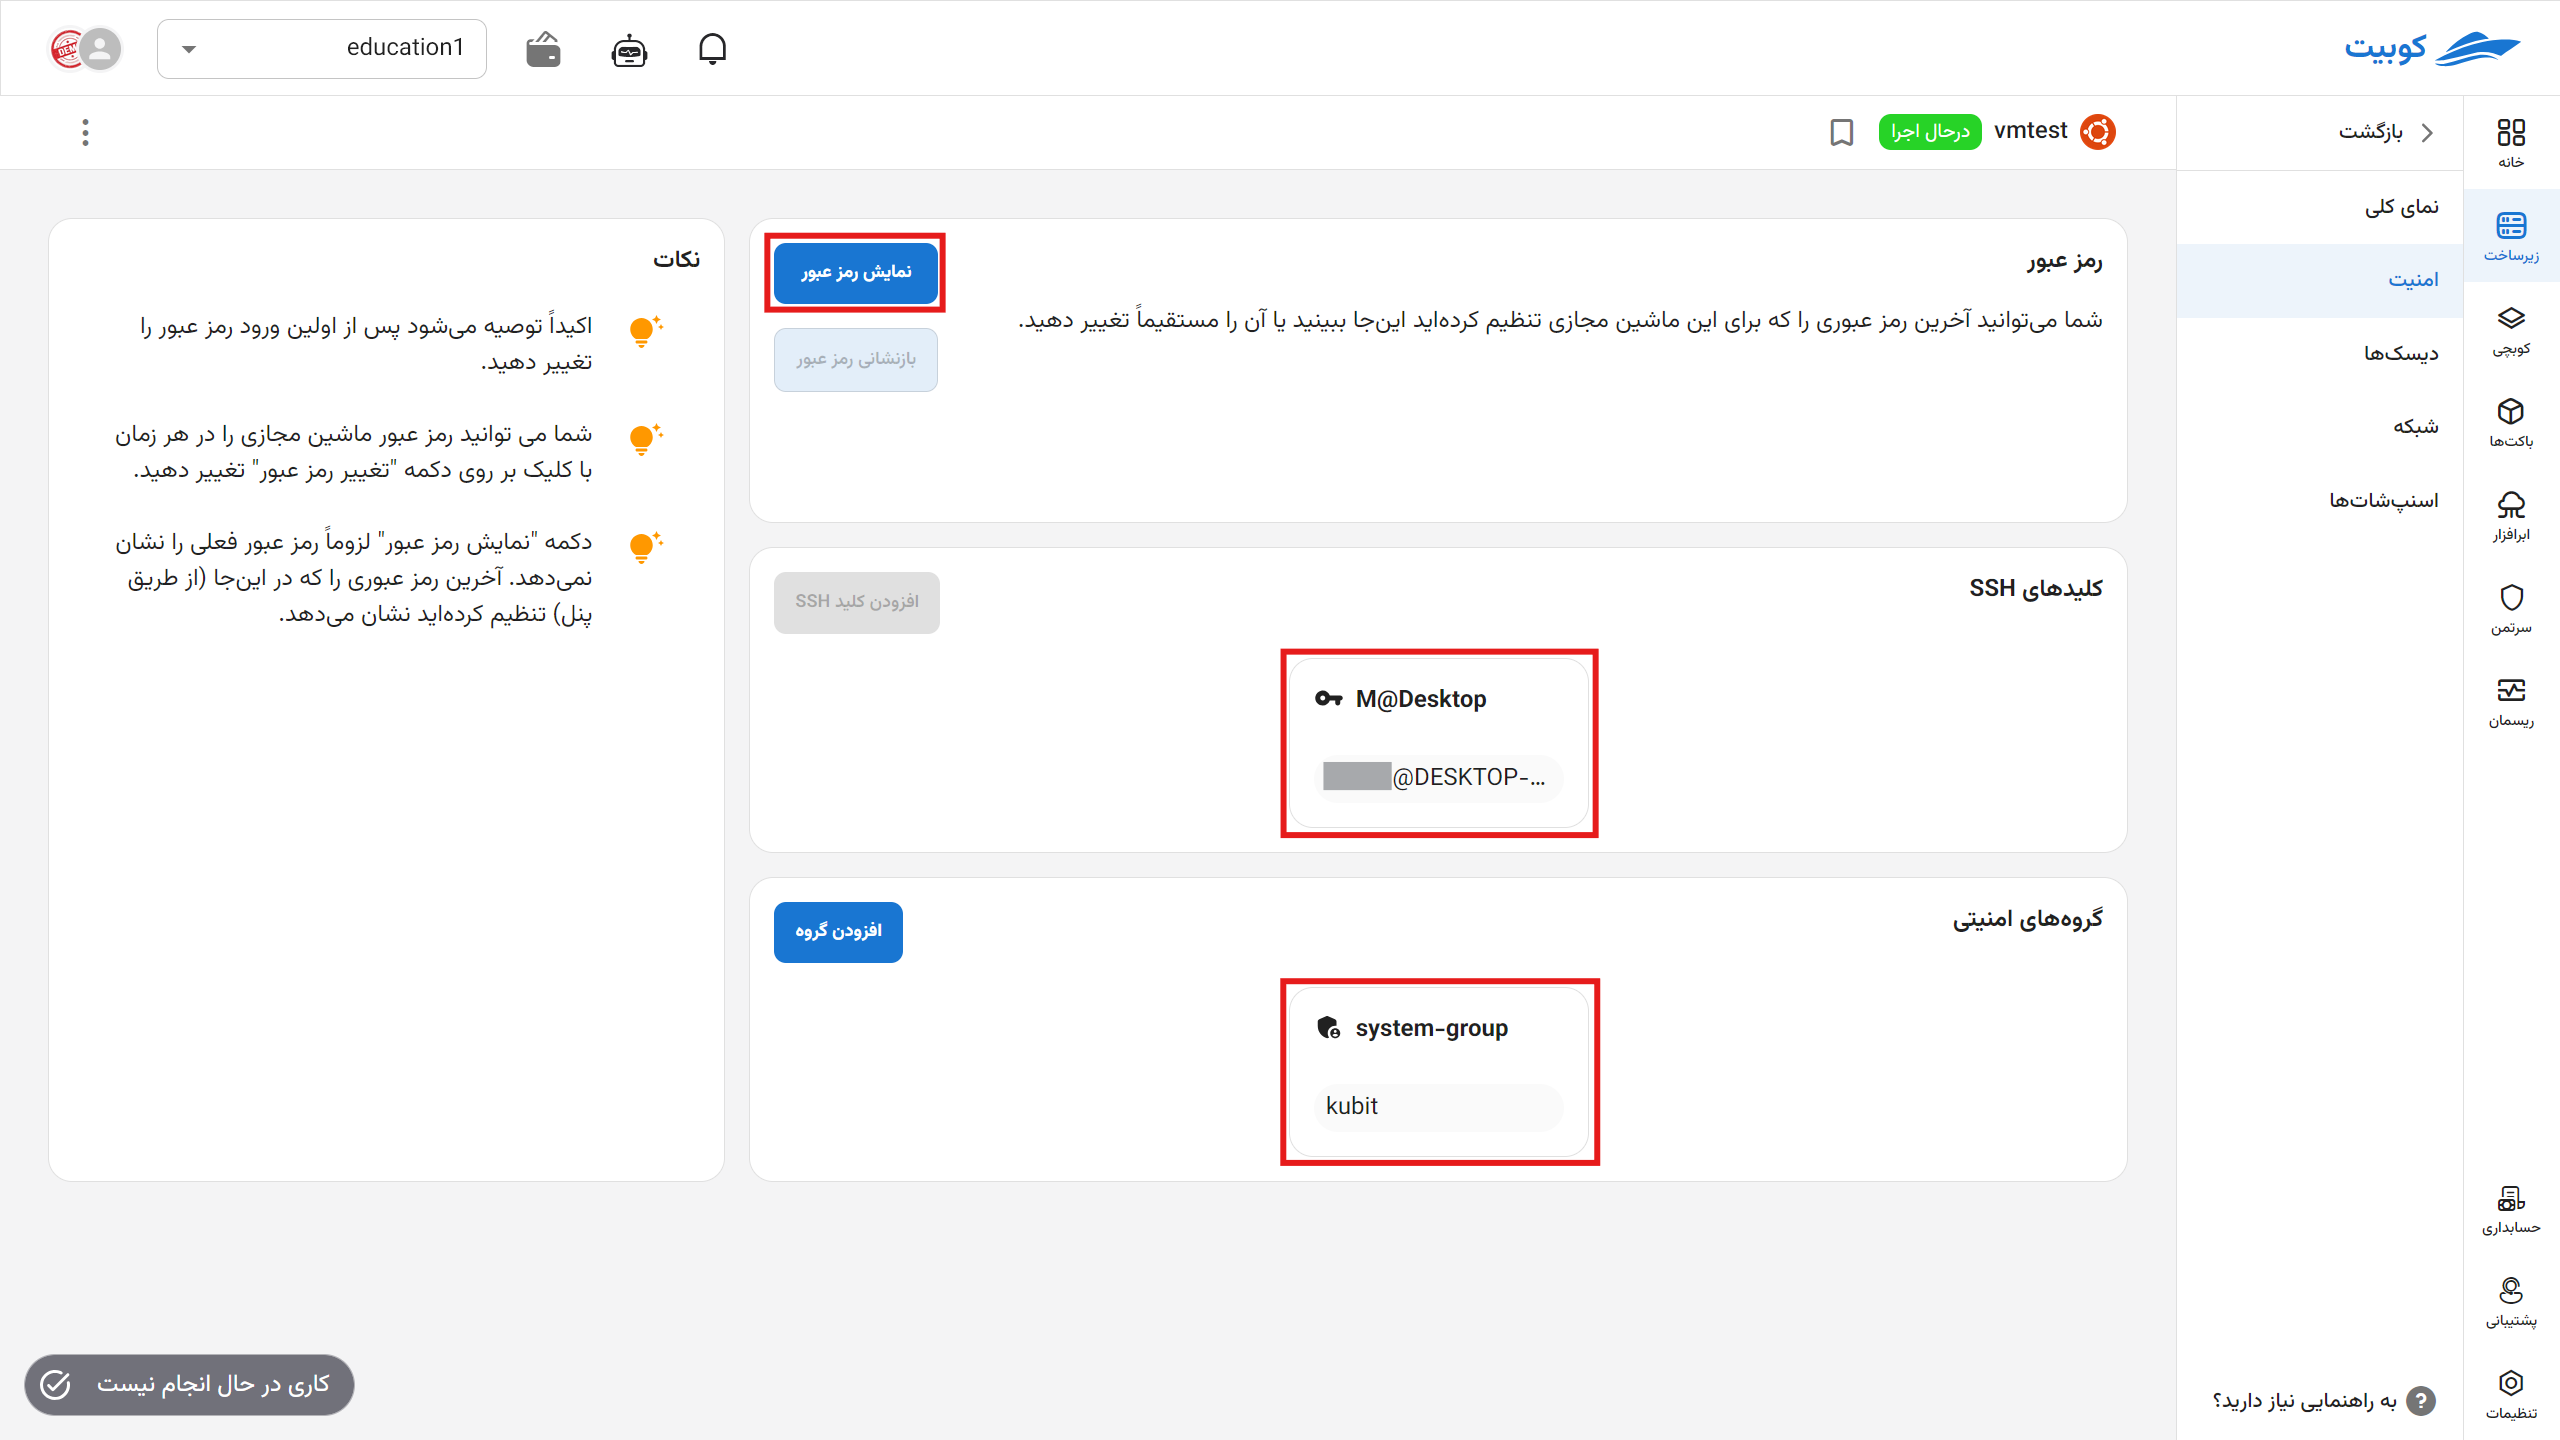 کوبیت
education1
خانه
زیرساخت
کوبچی
باکت‌ها
ابرافزار
سرتمن
ریسمان
حسابداری
پشتیبانی
تنظیمات
بازگشت
نمای کلی
امنیت
دیسک‌ها
شبکه
اسنپ‌شات‌ها
به راهنمایی نیاز دارید؟
vmtest
درحال اجرا
رمز عبور
شما می‌توانید آخرین رمز عبوری را که برای این ماشین مجازی تنظیم کرده‌اید این‌جا ببینید یا آن را مستقیماً تغییر دهید.
نمایش رمز عبور
بازنشانی رمز عبور
کلیدهای SSH
افزودن کلید SSH
M@Desktop
@DESKTOP-...
گروه‌های امنیتی
افزودن گروه
system-group
kubit
نکات
اکیداً توصیه می‌شود پس از اولین ورود رمز عبور را
تغییر دهید.
شما می توانید رمز عبور ماشین مجازی را در هر زمان
با کلیک بر روی دکمه "تغییر رمز عبور" تغییر دهید.
دکمه "نمایش رمز عبور" لزوماً رمز عبور فعلی را نشان
نمی‌دهد. آخرین رمز عبوری را که در این‌جا (از طریق
پنل) تنظیم کرده‌اید نشان می‌دهد.
کاری در حال انجام نیست